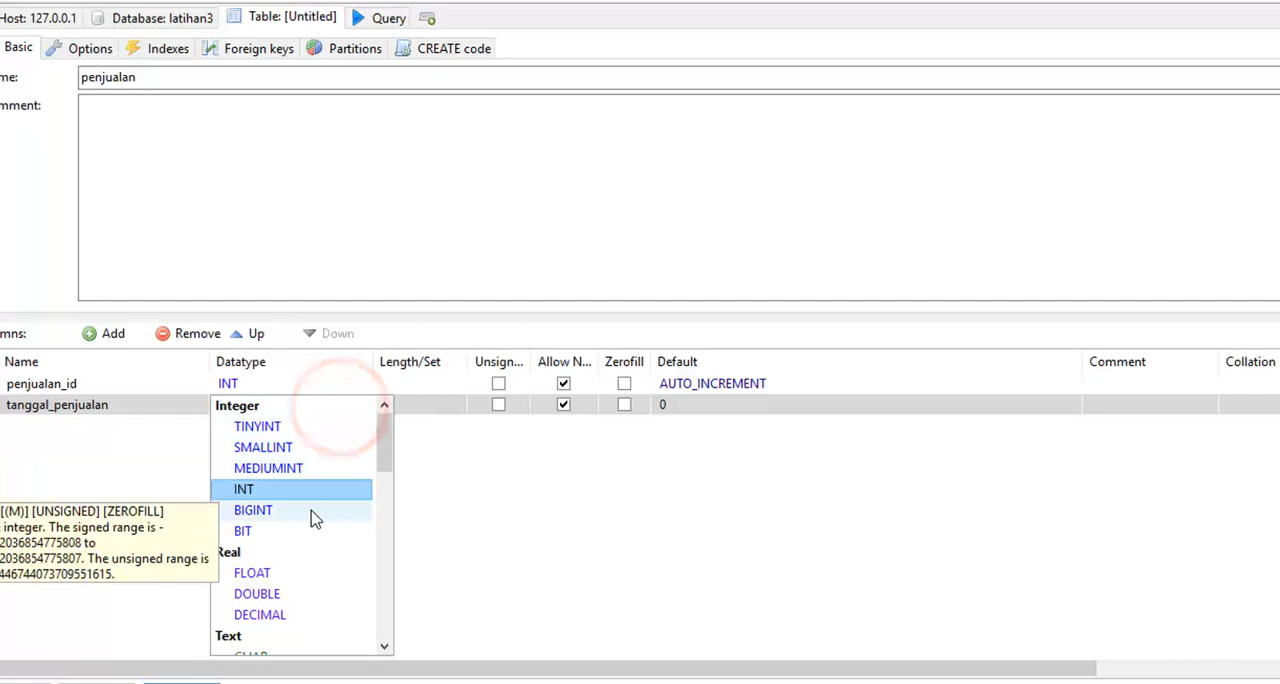 Host: 127.0.0.1 Database: latihan3 Table: [Untitled] Query
Basic Options Indexes Foreign keys Partitions CREATE code
me: penjualan
mment:
mns: Add Remove Up Down
Name Datatype Length/Set Unsign... Allow N... Zerofill Default Comment Collation
penjualan_id INT AUTO_INCREMENT
tanggal_penjualan 0
Integer
TINYINT
SMALLINT
MEDIUMINT
INT
BIGINT
BIT
Real
FLOAT
DOUBLE
DECIMAL
Text
CHAR
[(M)] [UNSIGNED] [ZEROFILL]
integer. The signed range is -
2036854775808 to
2036854775807. The unsigned range is
446744073709551615.